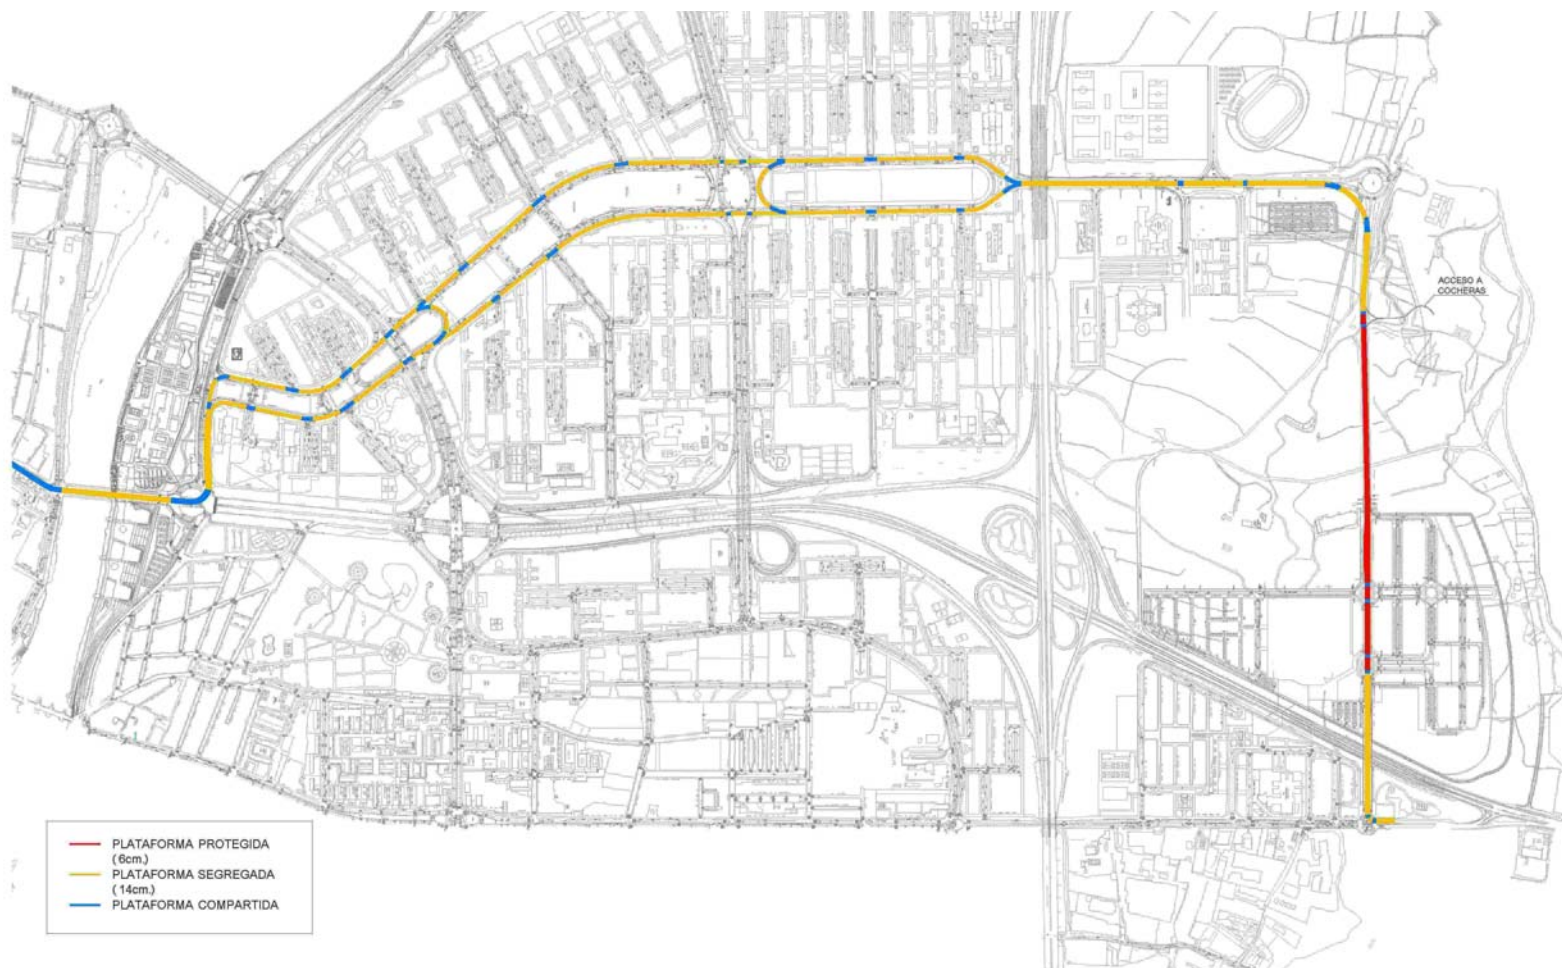 ACCESO A
COCHERAS
PLATAFORMA PROTEGIDA
(6cm.)
PLATAFORMA SEGREGADA
(14cm.)
PLATAFORMA COMPARTIDA